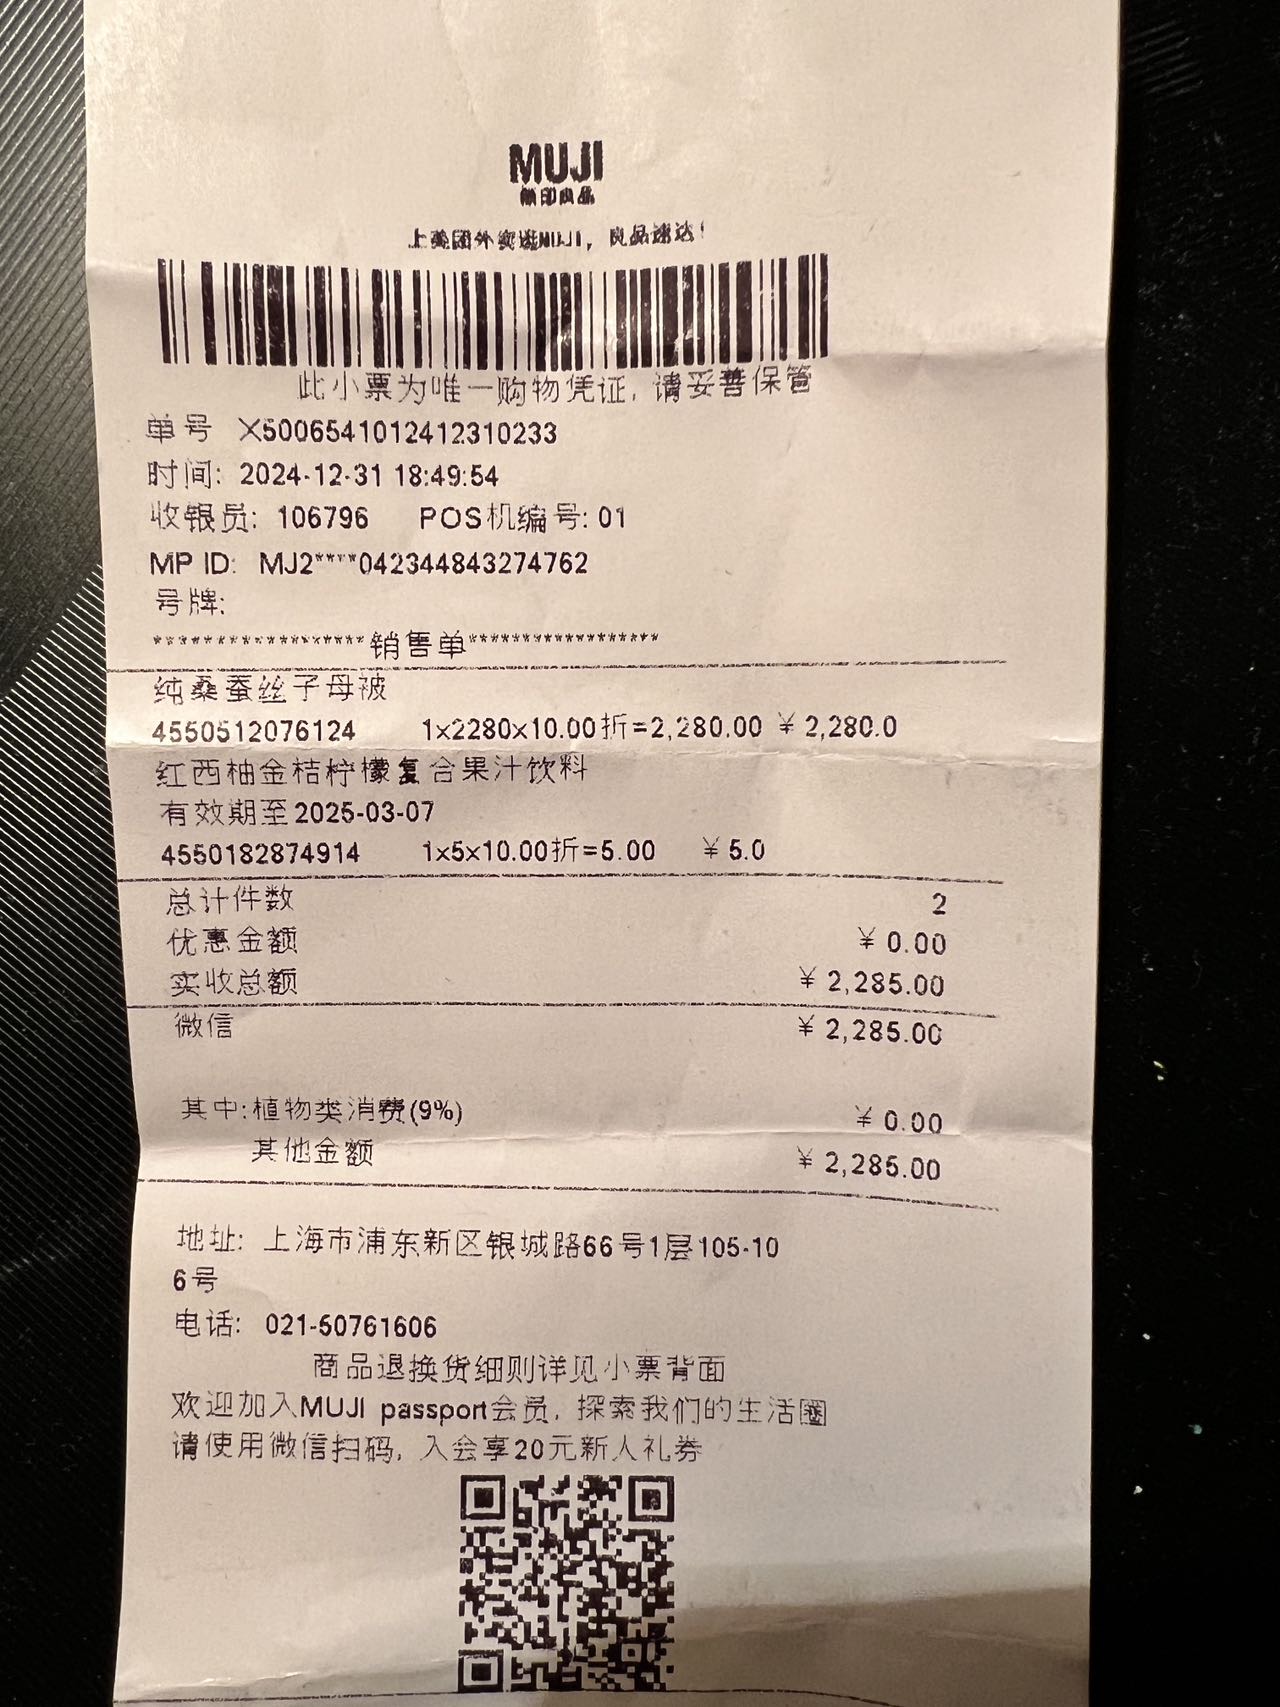 MUJI
無印良品
上美团外卖逛MUJI，良品速达！
此小票为唯一购物凭证, 请妥善保管
单号 X5006541012412310233
时间: 2024-12-31 18:49:54
收银员: 106796 POS机编号: 01
MP ID: MJ2****042344843274762
号牌:
*******************销售单******************
纯桑蚕丝子母被
4550512076124 1x2280x10.00折=2,280.00 ¥ 2,280.0
红西柚金桔柠檬复合果汁饮料
有效期至2025-03-07
4550182874914 1x5x10.00折=5.00 ¥ 5.0
总计件数 2
优惠金额 ¥ 0.00
实收总额 ¥ 2,285.00
微信 ¥ 2,285.00
其中:植物类消费(9%) ¥ 0.00
其他金额 ¥ 2,285.00
地址: 上海市浦东新区银城路66号1层105-10
6号
电话: 021-50761606
商品退换货细则详见小票背面
欢迎加入MUJI passport会员, 探索我们的生活圈
请使用微信扫码, 入会享20元新人礼券